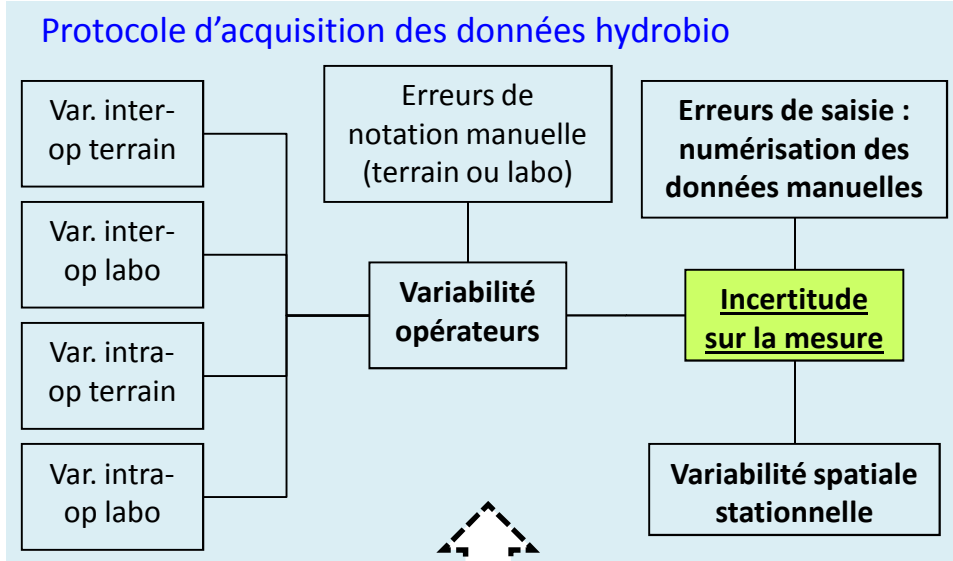 Protocole d’acquisition des données hydrobio
Var. inter-
op terrain
Var. inter-
op labo
Var. intra-
op terrain
Var. intra-
op labo
Erreurs de
notation manuelle
(terrain ou labo)
Variabilité
opérateurs
Erreurs de saisie :
numérisation des
données manuelles
Incertitude
sur la mesure
Variabilité spatiale
stationnelle